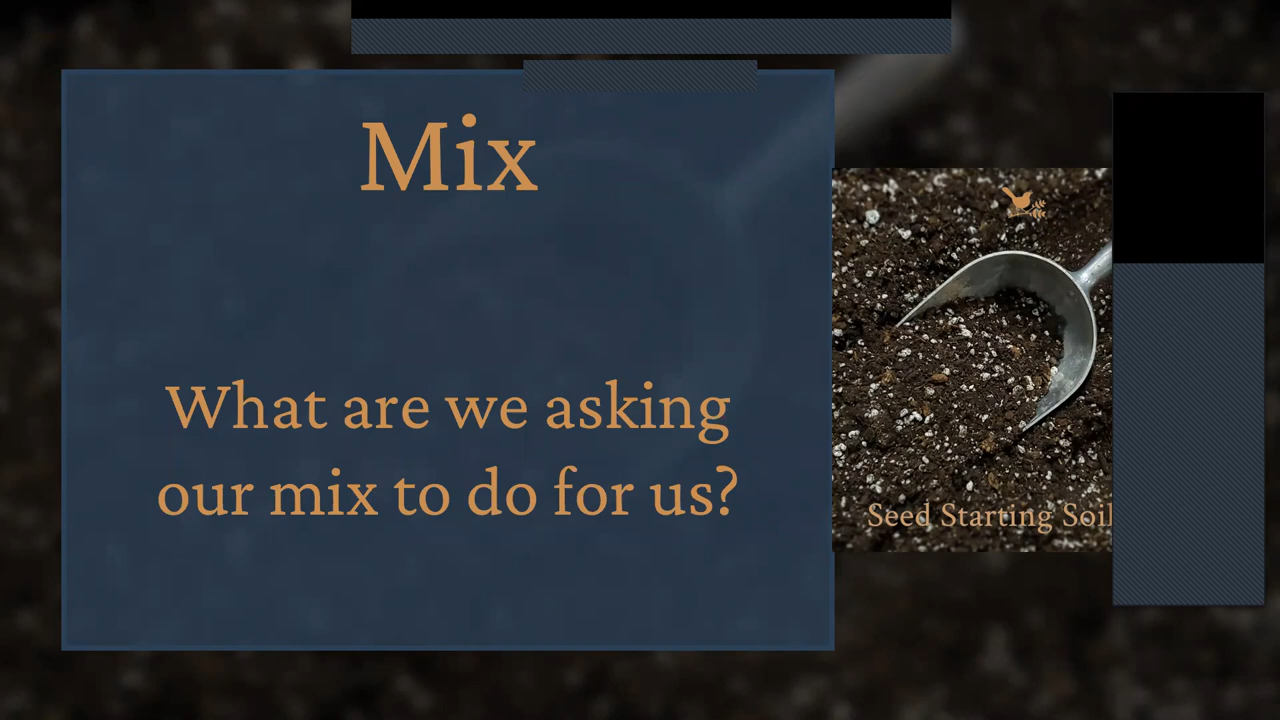 Mix
What are we asking
our mix to do for us?
Seed Starting Soil